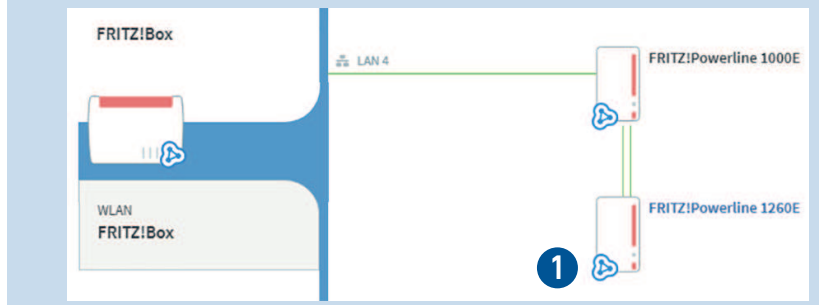 FRITZ!Box
LAN 4
FRITZ!Powerline 1000E
WLAN
FRITZ!Box
FRITZ!Powerline 1260E
1